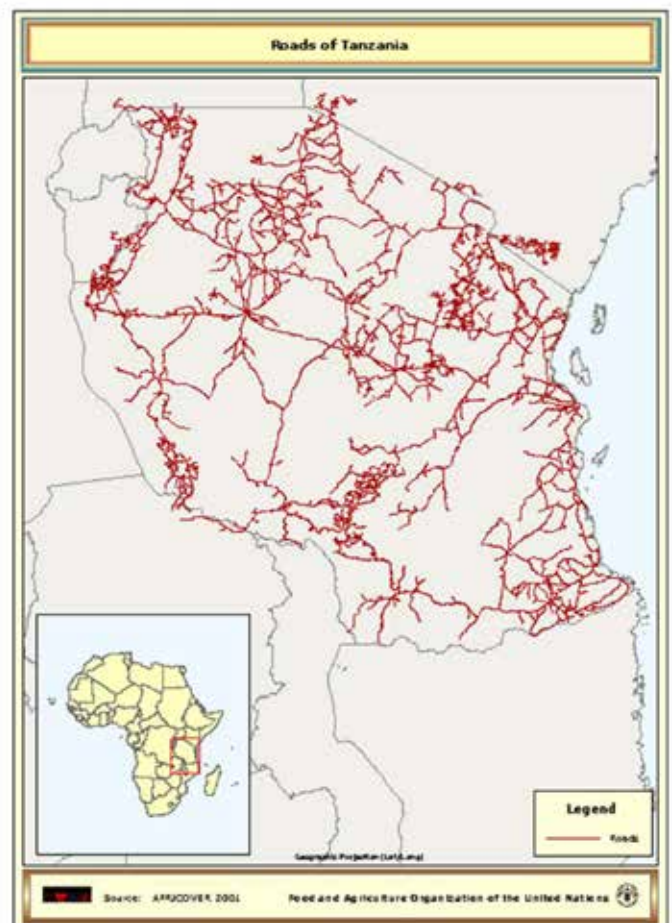 Roads of Tanzania
Legend
Roads
Geographic Projection (Lat/Long)
Source: AFRICOVER 2001
Food and Agriculture Organization of the United Nations